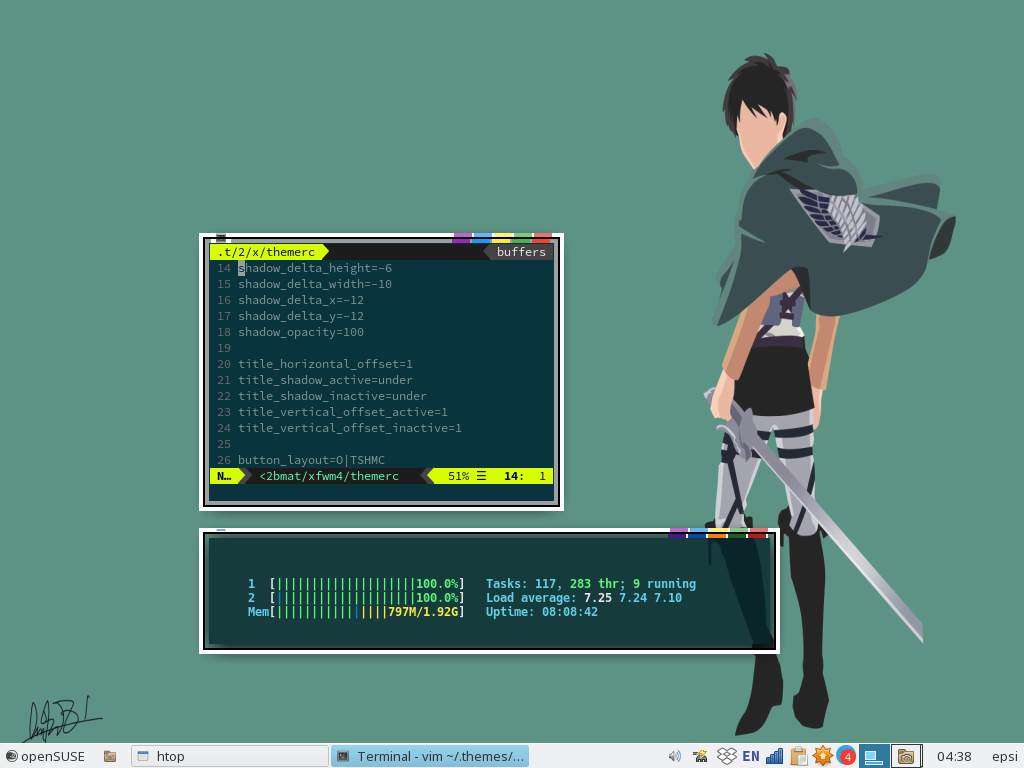 .t/2/x/themerc buffers
14 shadow_delta_height=-6
15 shadow_delta_width=-10
16 shadow_delta_x=-12
17 shadow_delta_y=-12
18 shadow_opacity=100
19
20 title_horizontal_offset=1
21 title_shadow_active=under
22 title_shadow_inactive=under
23 title_vertical_offset_active=1
24 title_vertical_offset_inactive=1
25
26 button_layout=O|TSHMC
N… <2bmat/xfwm4/themerc 51% ☰ 14: 1
1 [||||||||||||||||||||100.0%] Tasks: 117, 283 thr; 9 running
2 [||||||||||||||||||||100.0%] Load average: 7.25 7.24 7.10
Mem[||||||||||||||||797M/1.92G] Uptime: 08:08:42
openSUSE htop Terminal - vim ~/.themes/... EN 4 04:38 epsi